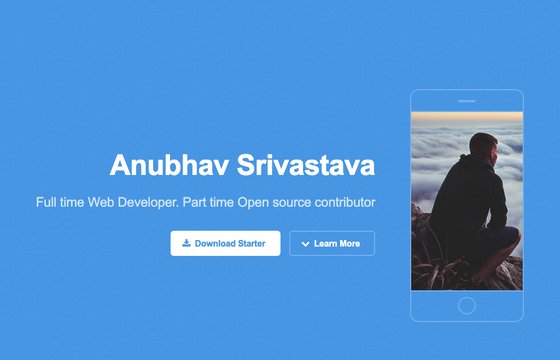 Anubhav Srivastava
Full time Web Developer. Part time Open source contributor
Download Starter
Learn More